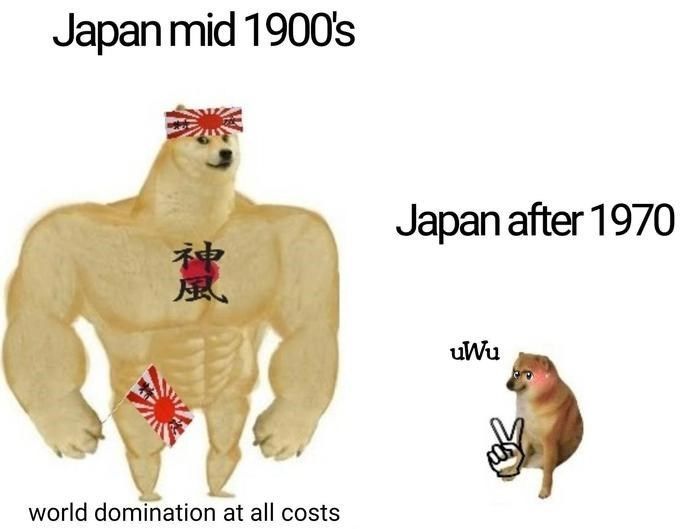 Japan mid 1900's
神
風
Japan after 1970
uWu
world domination at all costs